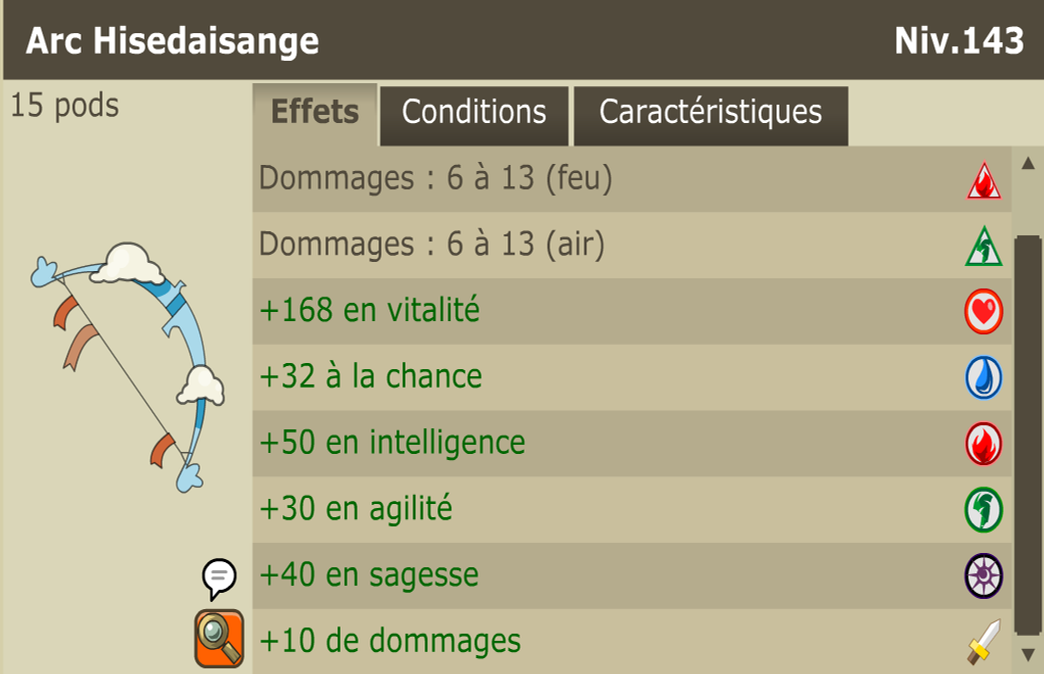 Arc Hisedaisange
Niv.143
15 pods
Effets
Conditions
Caractéristiques
Dommages : 6 à 13 (feu)
Dommages : 6 à 13 (air)
+168 en vitalité
+32 à la chance
+50 en intelligence
+30 en agilité
+40 en sagesse
+10 de dommages